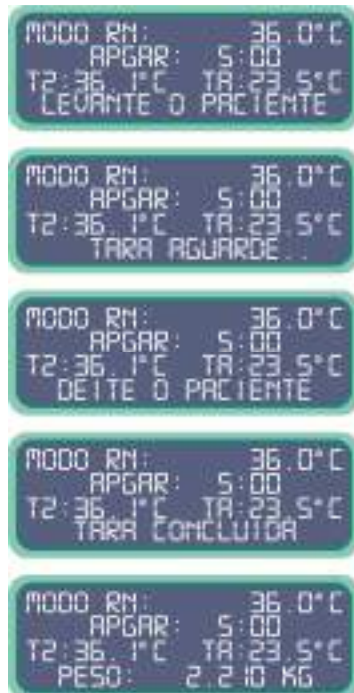 MODO RN: 36.0°C
APGAR: 5:00
T2:36.1°C TA:23.5°C
LEVANTE O PACIENTE
MODO RN: 36.0°C
APGAR: 5:00
T2:36.1°C TA:23.5°C
TARA AGUARDE..
MODO RN: 36.0°C
APGAR: 5:00
T2:36.1°C TA:23.5°C
DEITE O PACIENTE
MODO RN: 36.0°C
APGAR: 5:00
T2:36.1°C TA:23.5°C
TARA CONCLUIDA
MODO RN: 36.0°C
APGAR: 5:00
T2:36.1°C TA:23.5°C
PESO: 2.210 KG